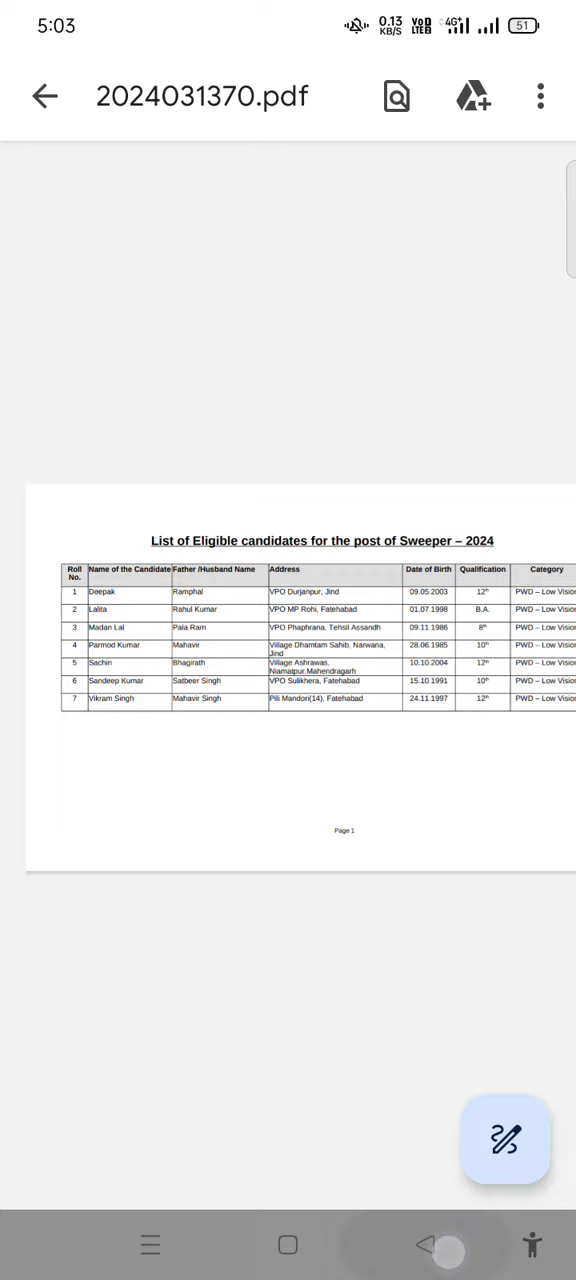 5:03 0.13 KB/S VoD LTE2 4G+ 51
2024031370.pdf
List of Eligible candidates for the post of Sweeper – 2024
Roll No. Name of the Candidate Father /Husband Name Address Date of Birth Qualification Category
1 Deepak Ramphal VPO Durjanpur, Jind 09.05.2003 12th PWD – Low Vision
2 Lalita Rahul Kumar VPO MP Rohi, Fatehabad 01.07.1998 B.A. PWD – Low Vision
3 Madan Lal Pala Ram VPO Phaphrana, Tehsil Assandh 09.11.1986 8th PWD – Low Vision
4 Parmod Kumar Mahavir Village Dhamtam Sahib, Narwana, Jind 28.06.1985 10th PWD – Low Vision
5 Sachin Bhagirath Village Ashrawas, Niamatpur.Mahendragarh 10.10.2004 12th PWD – Low Vision
6 Sandeep Kumar Satbeer Singh VPO Sulikhera, Fatehabad 15.10.1991 10th PWD – Low Vision
7 Vikram Singh Mahavir Singh Pili Mandori(14), Fatehabad 24.11.1997 12th PWD – Low Vision
Page 1